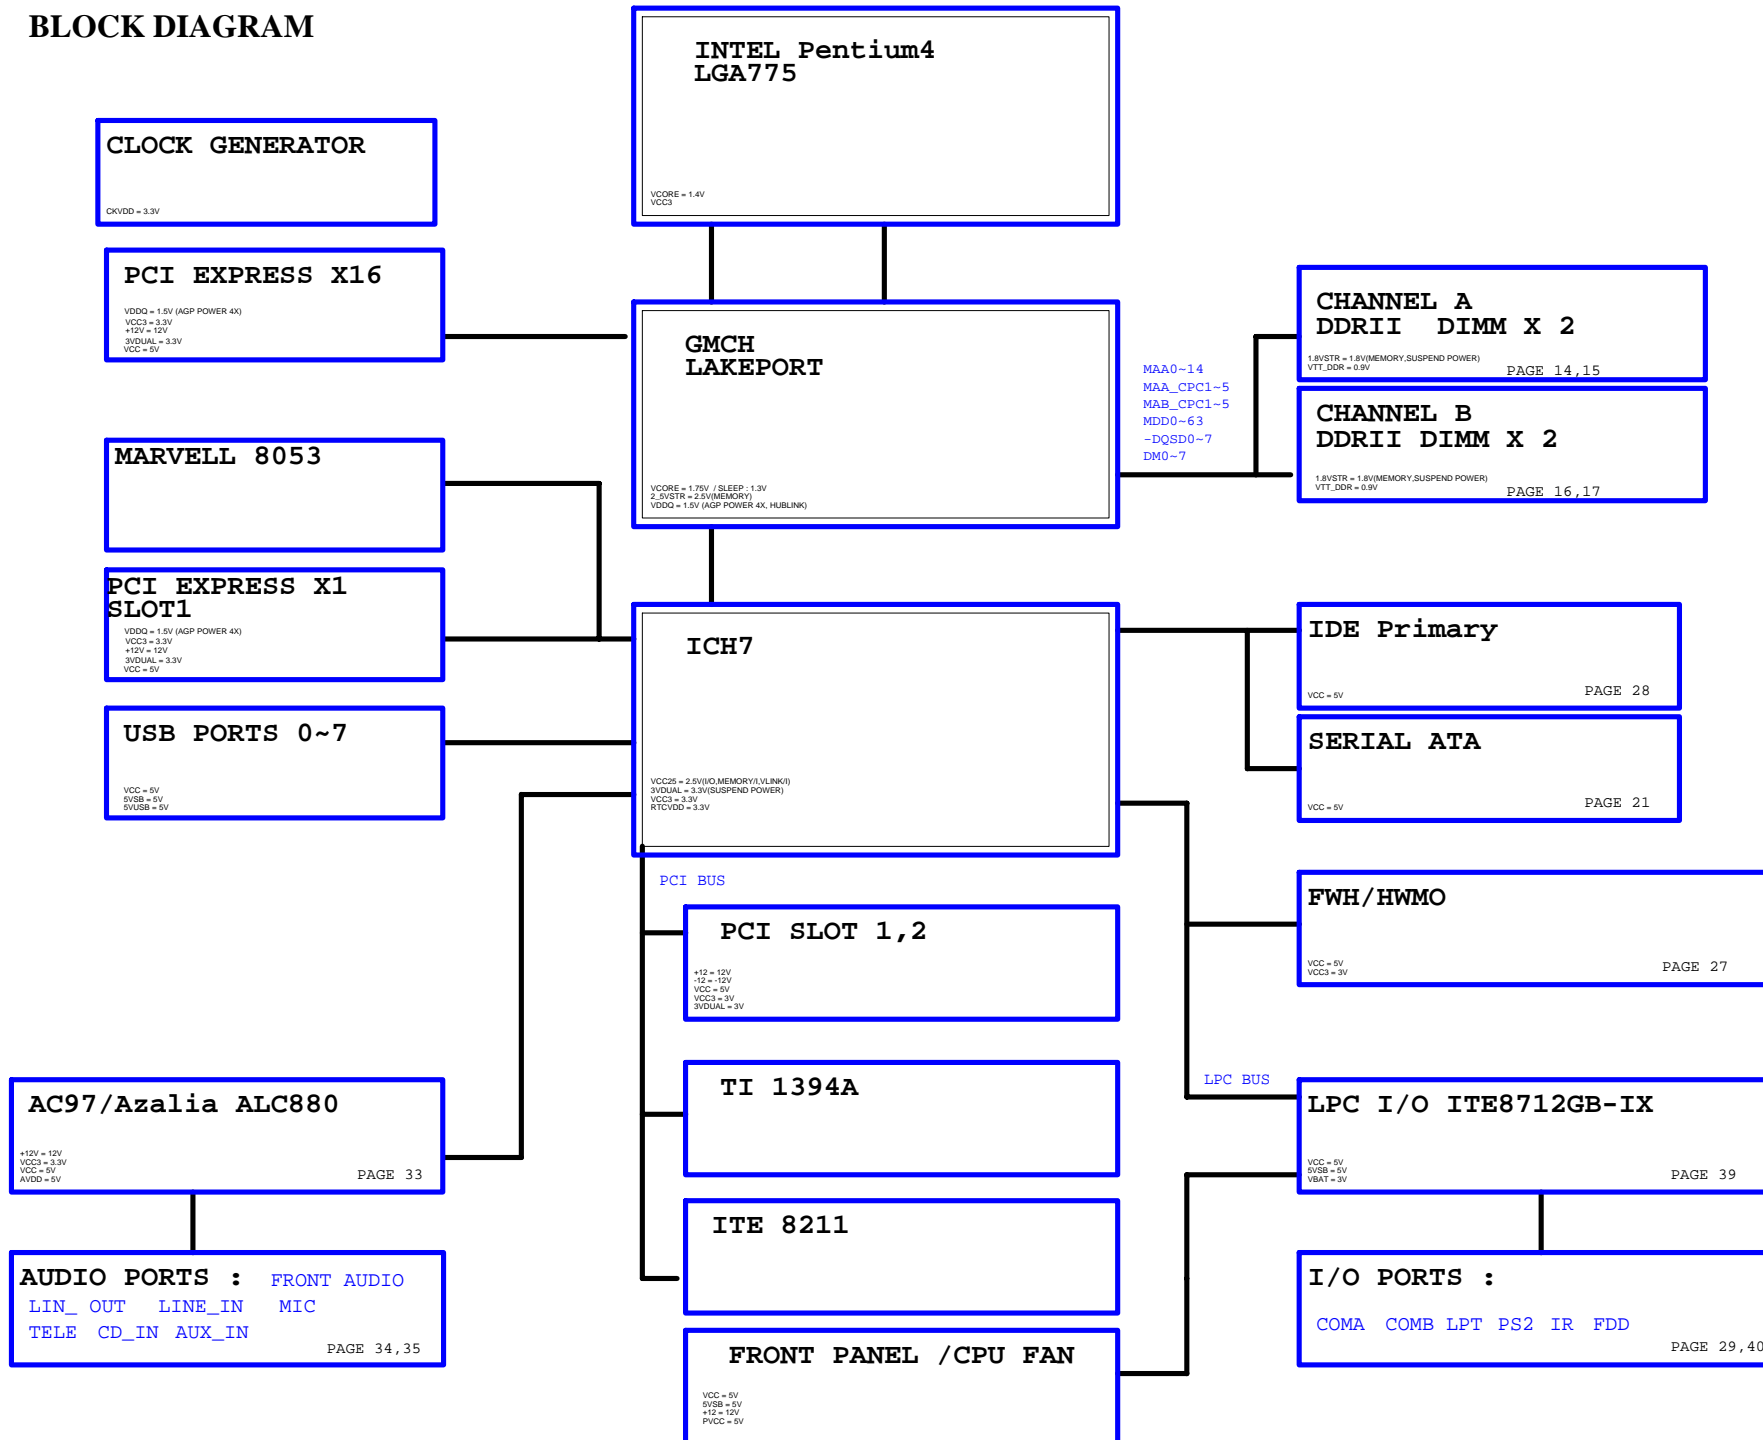 BLOCK DIAGRAM
INTEL Pentium4
LGA775
VCORE = 1.4V
VCC3
CLOCK GENERATOR
CKVDD = 3.3V
PCI EXPRESS X16
VDDQ = 1.5V (AGP POWER 4X)
VCC3 = 3.3V
+12V = 12V
3VDUAL = 3.3V
VCC = 5V
GMCH
LAKEPORT
VCORE = 1.75V / SLEEP : 1.3V
2_5VSTR = 2.5V(MEMORY)
VDDQ = 1.5V (AGP POWER 4X, HUBLINK)
MAA0~14
MAA_CPC1~5
MAB_CPC1~5
MDD0~63
-DQSD0~7
DM0~7
CHANNEL A
DDRII DIMM X 2
1.8VSTR = 1.8V(MEMORY,SUSPEND POWER)
VTT_DDR = 0.9V
PAGE 14,15
CHANNEL B
DDRII DIMM X 2
1.8VSTR = 1.8V(MEMORY,SUSPEND POWER)
VTT_DDR = 0.9V
PAGE 16,17
MARVELL 8053
PCI EXPRESS X1
SLOT1
VDDQ = 1.5V (AGP POWER 4X)
VCC3 = 3.3V
+12V = 12V
3VDUAL = 3.3V
VCC = 5V
USB PORTS 0~7
VCC = 5V
5VSB = 5V
5VUSB = 5V
ICH7
VCC25 = 2.5V(I/O,MEMORY/I,VLINK/I)
3VDUAL = 3.3V(SUSPEND POWER)
VCC3 = 3.3V
RTCVDD = 3.3V
IDE Primary
VCC = 5V
PAGE 28
SERIAL ATA
VCC = 5V
PAGE 21
PCI BUS
PCI SLOT 1,2
+12 = 12V
-12 = -12V
VCC = 5V
VCC3 = 3V
3VDUAL = 3V
FWH/HWMO
VCC = 5V
VCC3 = 3V
PAGE 27
TI 1394A
LPC BUS
LPC I/O ITE8712GB-IX
VCC = 5V
5VSB = 5V
VBAT = 3V
PAGE 39
AC97/Azalia ALC880
+12V = 12V
VCC3 = 3.3V
VCC = 5V
AVDD = 5V
PAGE 33
ITE 8211
AUDIO PORTS : FRONT AUDIO
LIN_ OUT LINE_IN MIC
TELE CD_IN AUX_IN
PAGE 34,35
I/O PORTS :
COMA COMB LPT PS2 IR FDD
PAGE 29,40
FRONT PANEL /CPU FAN
VCC = 5V
5VSB = 5V
+12 = 12V
PVCC = 5V